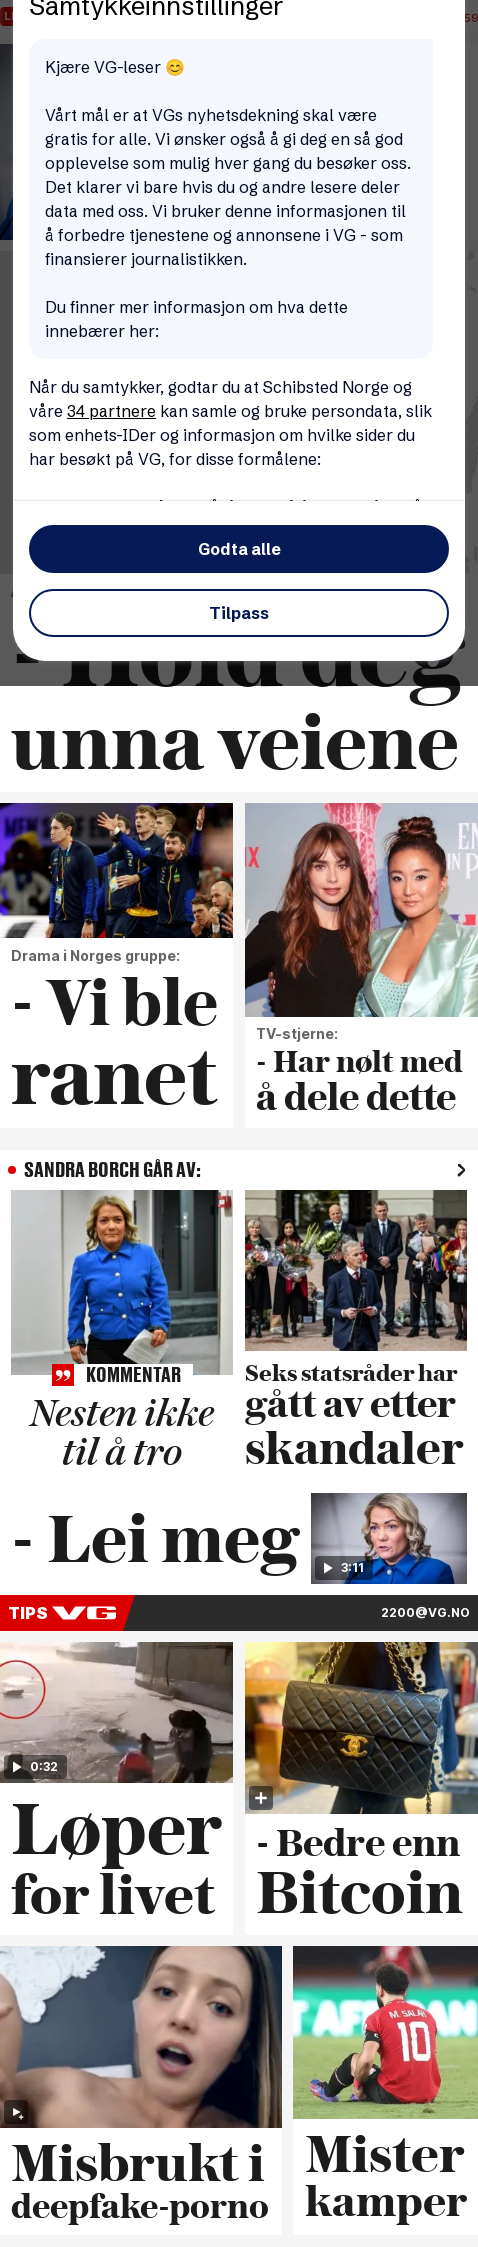 Samtykkeinnstillinger
Kjære VG-leser 😊
Vårt mål er at VGs nyhetsdekning skal være
gratis for alle. Vi ønsker også å gi deg en så god
opplevelse som mulig hver gang du besøker oss.
Det klarer vi bare hvis du og andre lesere deler
data med oss. Vi bruker denne informasjonen til
å forbedre tjenestene og annonsene i VG - som
finansierer journalistikken.
Du finner mer informasjon om hva dette
innebærer her:
Når du samtykker, godtar du at Schibsted Norge og
våre 34 partnere kan samle og bruke persondata, slik
som enhets-IDer og informasjon om hvilke sider du
har besøkt på VG, for disse formålene:
Godta alle
Tilpass
- Hold deg
unna veiene
Drama i Norges gruppe:
- Vi ble
ranet
TV-stjerne:
- Har nølt med
å dele dette
SANDRA BORCH GÅR AV:
KOMMENTAR
Nesten ikke
til å tro
Seks statsråder har
gått av etter
skandaler
- Lei meg
3:11
TIPS VG
2200@VG.NO
0:32
Løper
for livet
- Bedre enn
Bitcoin
M. SALAH
10
Misbrukt i
deepfake-porno
Mister
kamper